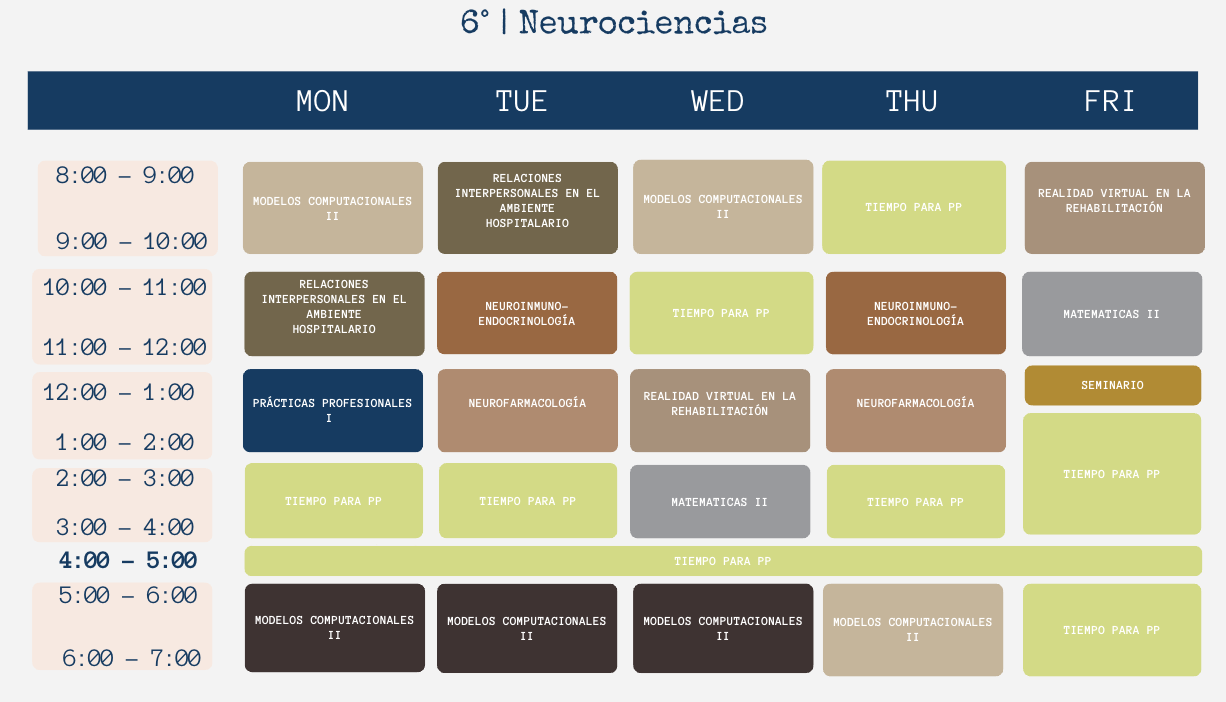 6° | Neurociencias
MON TUE WED THU FRI
8:00 – 9:00
9:00 – 10:00
MODELOS COMPUTACIONALES
II
RELACIONES
INTERPERSONALES EN EL
AMBIENTE
HOSPITALARIO
MODELOS COMPUTACIONALES
II
TIEMPO PARA PP
REALIDAD VIRTUAL EN LA
REHABILITACIÓN
10:00 – 11:00
11:00 – 12:00
RELACIONES
INTERPERSONALES EN EL
AMBIENTE
HOSPITALARIO
NEUROINMUNO–
ENDOCRINOLOGÍA
TIEMPO PARA PP
NEUROINMUNO–
ENDOCRINOLOGÍA
MATEMATICAS II
12:00 – 1:00
1:00 – 2:00
PRÁCTICAS PROFESIONALES
I
NEUROFARMACOLOGÍA
REALIDAD VIRTUAL EN LA
REHABILITACIÓN
NEUROFARMACOLOGÍA
SEMINARIO
TIEMPO PARA PP
2:00 – 3:00
3:00 – 4:00
TIEMPO PARA PP
TIEMPO PARA PP
MATEMATICAS II
TIEMPO PARA PP
4:00 – 5:00
TIEMPO PARA PP
5:00 – 6:00
6:00 – 7:00
MODELOS COMPUTACIONALES
II
MODELOS COMPUTACIONALES
II
MODELOS COMPUTACIONALES
II
MODELOS COMPUTACIONALES
II
TIEMPO PARA PP